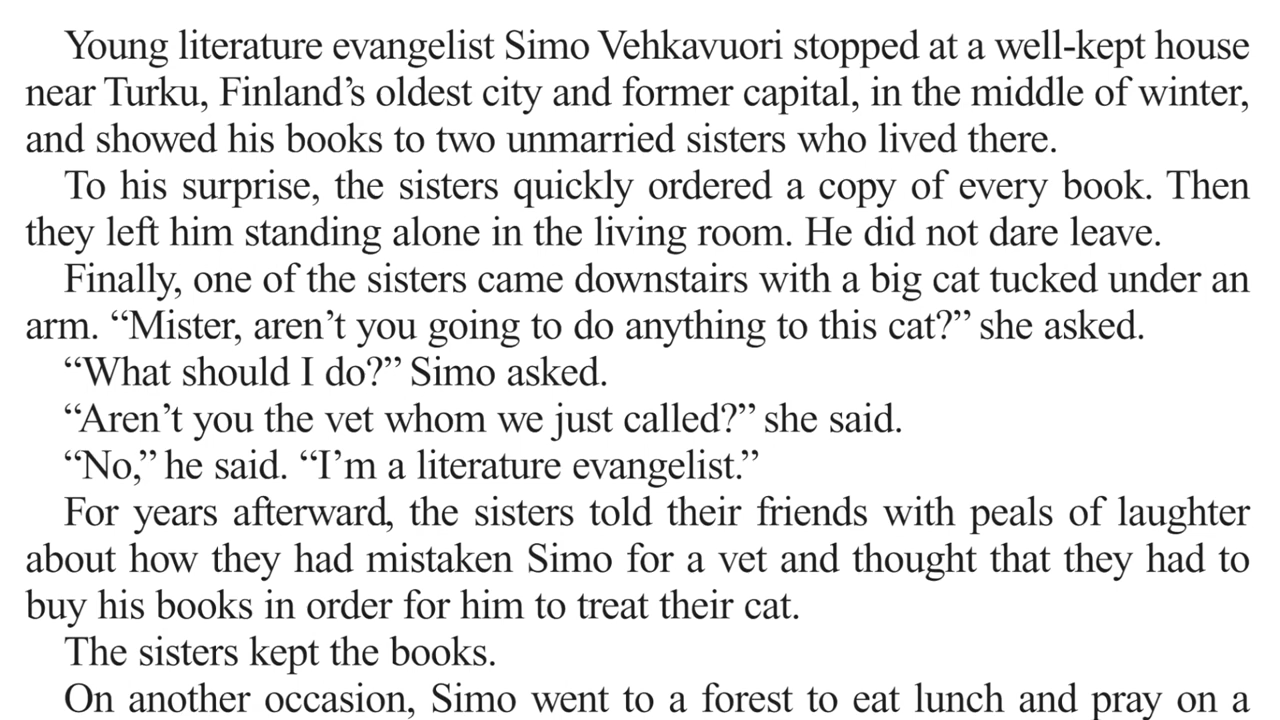 Young literature evangelist Simo Vehkavuori stopped at a well-kept house
near Turku, Finland’s oldest city and former capital, in the middle of winter,
and showed his books to two unmarried sisters who lived there.
To his surprise, the sisters quickly ordered a copy of every book. Then
they left him standing alone in the living room. He did not dare leave.
Finally, one of the sisters came downstairs with a big cat tucked under an
arm. “Mister, aren’t you going to do anything to this cat?” she asked.
“What should I do?” Simo asked.
“Aren’t you the vet whom we just called?” she said.
“No,” he said. “I’m a literature evangelist.”
For years afterward, the sisters told their friends with peals of laughter
about how they had mistaken Simo for a vet and thought that they had to
buy his books in order for him to treat their cat.
The sisters kept the books.
On another occasion, Simo went to a forest to eat lunch and pray on a